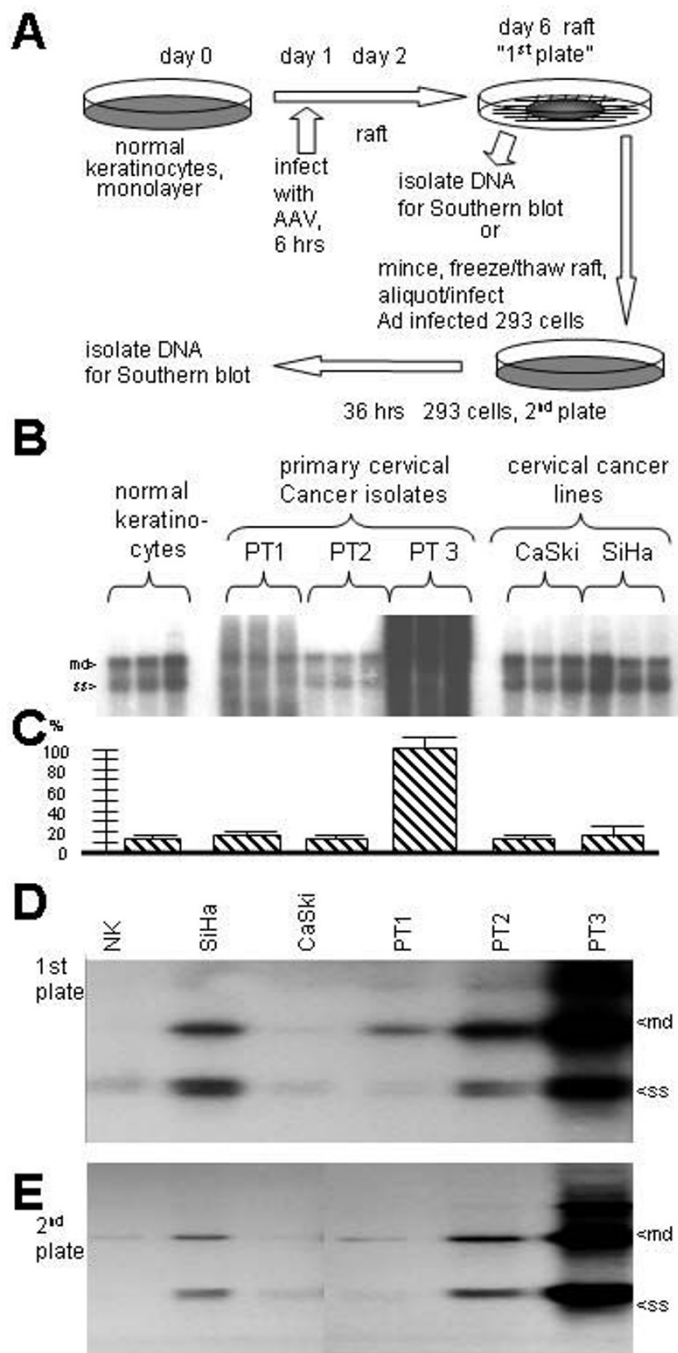 A
day 0
day 1 day 2
day 6 raft
"1st plate"
normal
keratinocytes,
monolayer
infect
with
AAV,
6 hrs
raft
isolate DNA
for Southern blot
or
mince, freeze/thaw raft,
aliquot/infect
Ad infected 293 cells
isolate DNA
for Southern blot
36 hrs 293 cells, 2nd plate
B
normal
keratino-
cytes
primary cervical
Cancer isolates
cervical cancer
lines
PT1 PT2 PT 3
CaSki SiHa
md>
ss>
C
%
100
80
60
40
20
0
D
NK SiHa CaSki PT1 PT2 PT3
1st
plate
<md
<ss
E
2nd
plate
<md
<ss